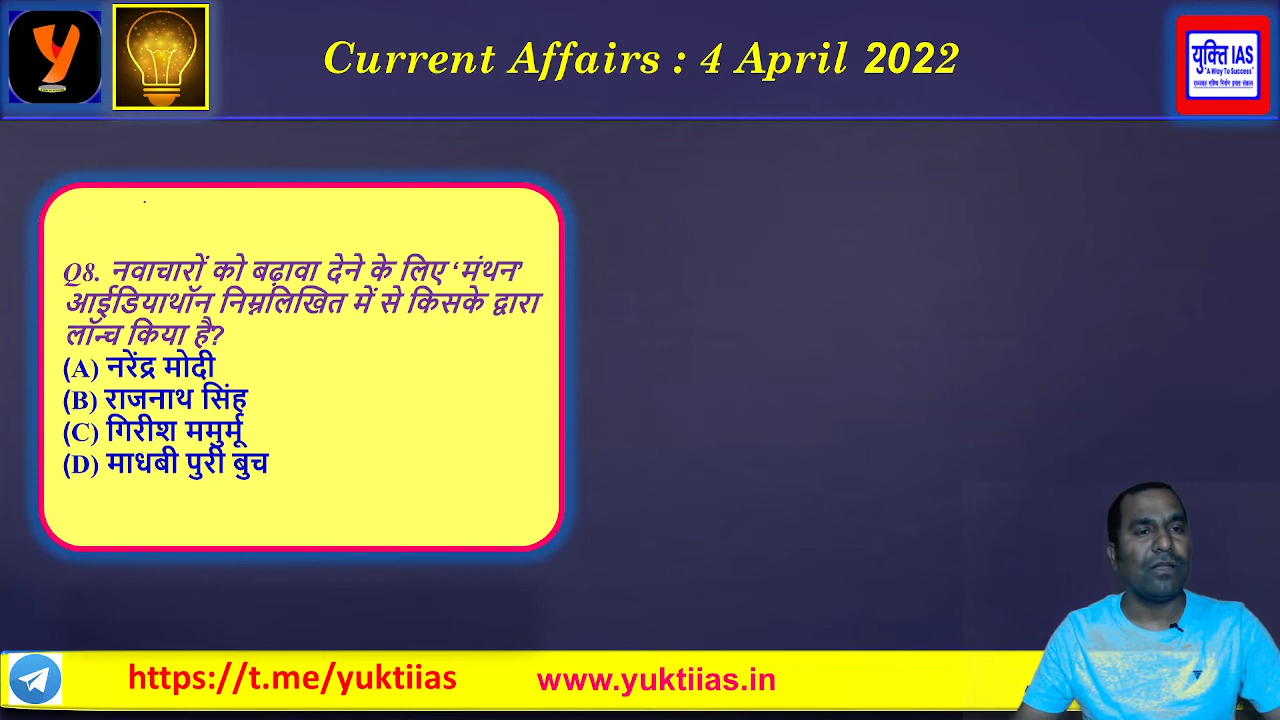 Current Affairs : 4 April 2022
युक्ति IAS
"A Way To Success"
Q8. नवाचारों को बढ़ावा देने के लिए ‘मंथन’
आईडियाथॉन निम्नलिखित में से किसके द्वारा
लॉन्च किया है?
(A) नरेंद्र मोदी
(B) राजनाथ सिंह
(C) गिरीश ममुर्मू
(D) माधबी पुरी बुच
https://t.me/yuktiias
www.yuktiias.in